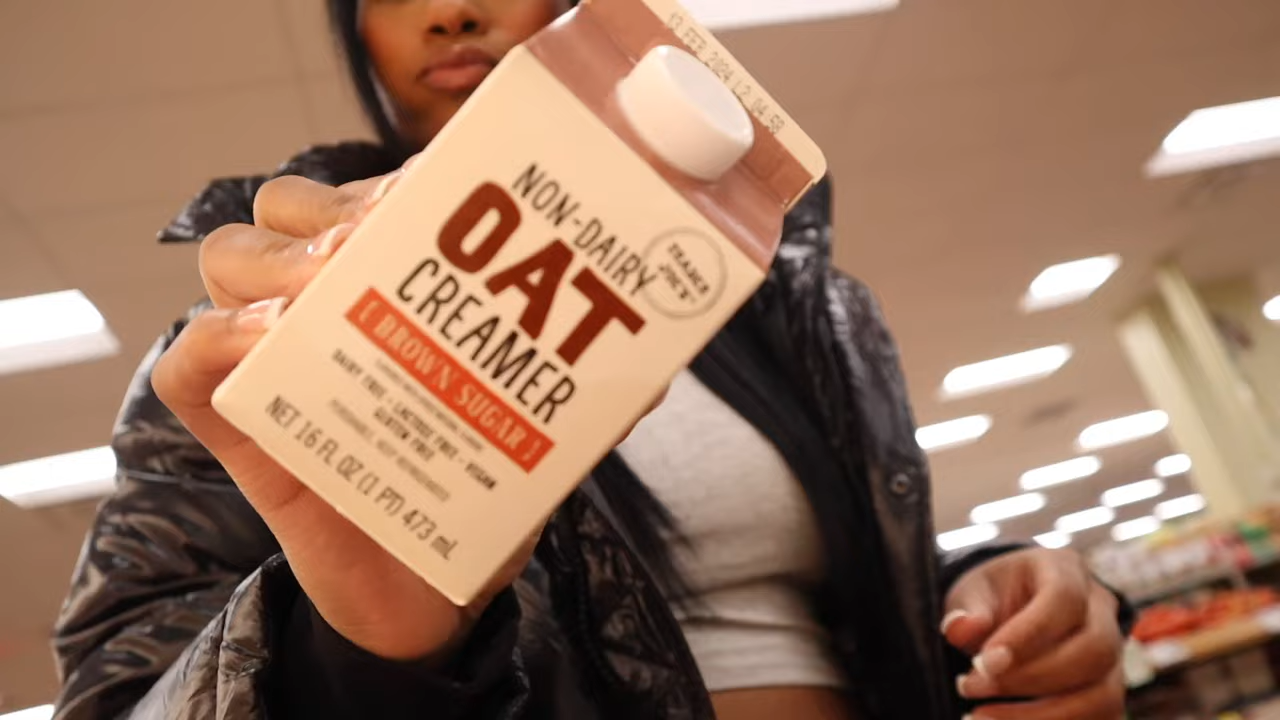 13 FEB 2024 L2 04:58
NON-DAIRY
OAT
CREAMER
TRADER
JOE'S
[ BROWN SUGAR ]
DAIRY FREE • LACTOSE FREE • VEGAN
GLUTEN FREE
NET 16 FL OZ (1 PT) 473 mL